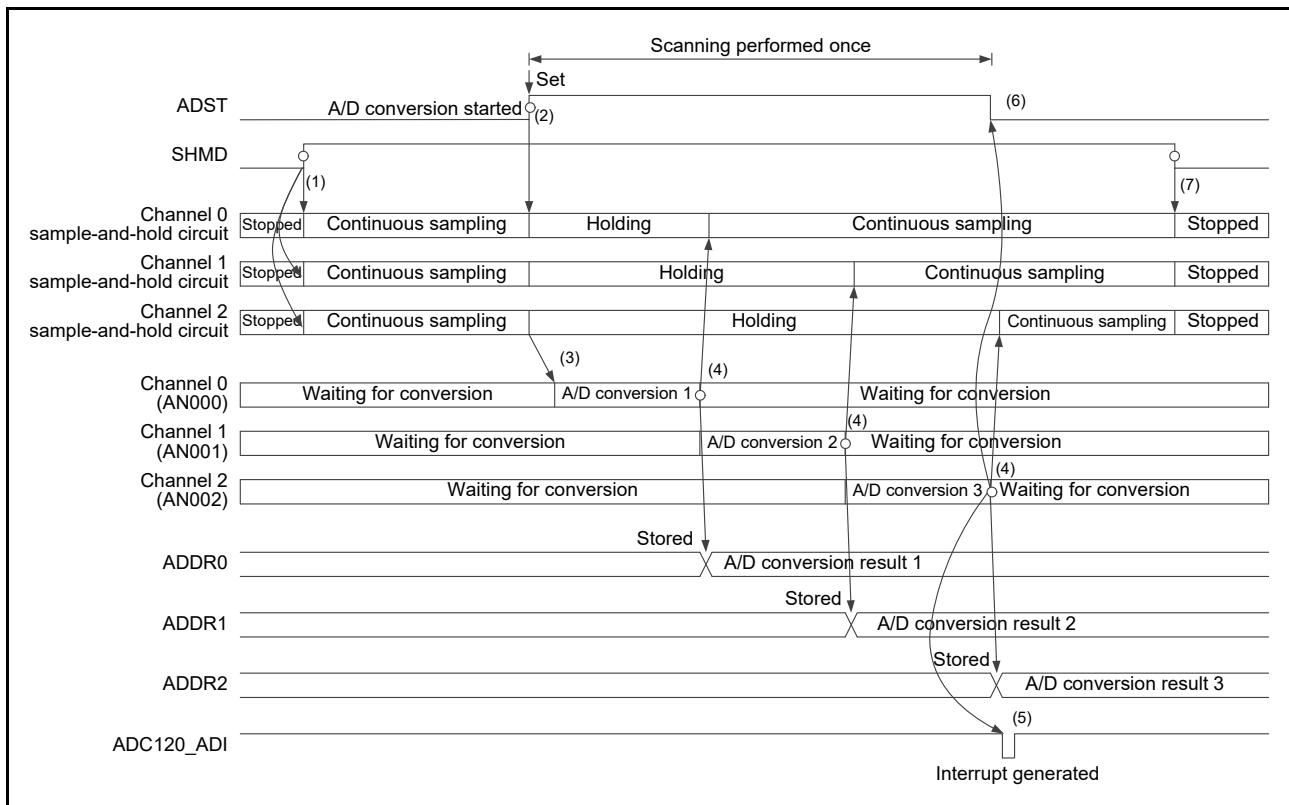 Scanning performed once
Set
ADST
A/D conversion started
(2)
(6)
SHMD
(1)
(7)
Channel 0
sample-and-hold circuit
Stopped
Continuous sampling
Holding
Continuous sampling
Stopped
Channel 1
sample-and-hold circuit
Stopped
Continuous sampling
Holding
Continuous sampling
Stopped
Channel 2
sample-and-hold circuit
Stopped
Continuous sampling
Holding
Continuous sampling
Stopped
(3)
(4)
Channel 0
(AN000)
Waiting for conversion
A/D conversion 1
Waiting for conversion
(4)
Channel 1
(AN001)
Waiting for conversion
A/D conversion 2
Waiting for conversion
(4)
Channel 2
(AN002)
Waiting for conversion
A/D conversion 3
Waiting for conversion
Stored
ADDR0
A/D conversion result 1
Stored
ADDR1
A/D conversion result 2
Stored
ADDR2
A/D conversion result 3
(5)
ADC120_ADI
Interrupt generated